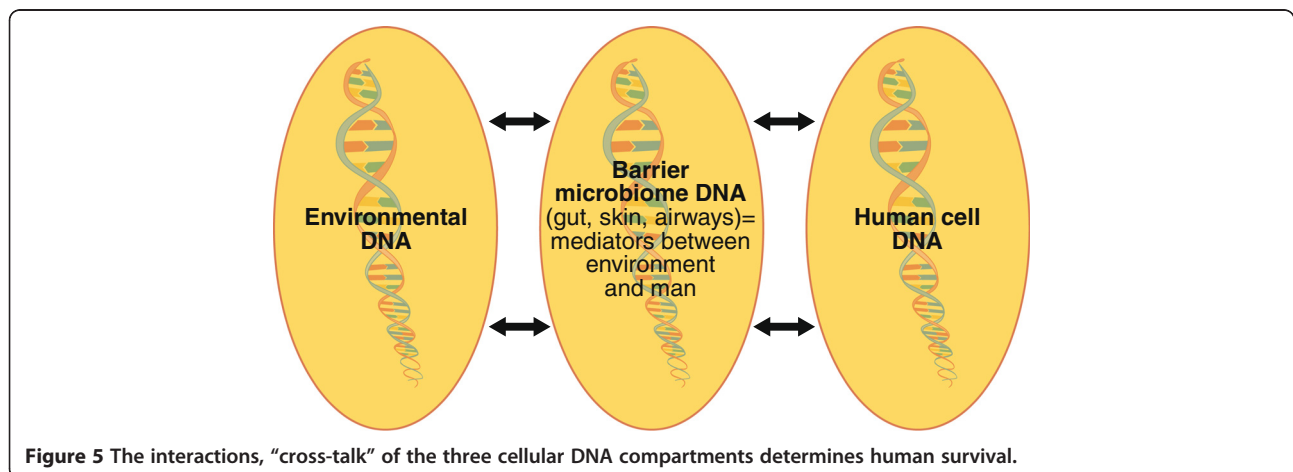 Environmental
DNA
Barrier
microbiome DNA
(gut, skin, airways)=
mediators between
environment
and man
Human cell
DNA
Figure 5 The interactions, “cross-talk” of the three cellular DNA compartments determines human survival.